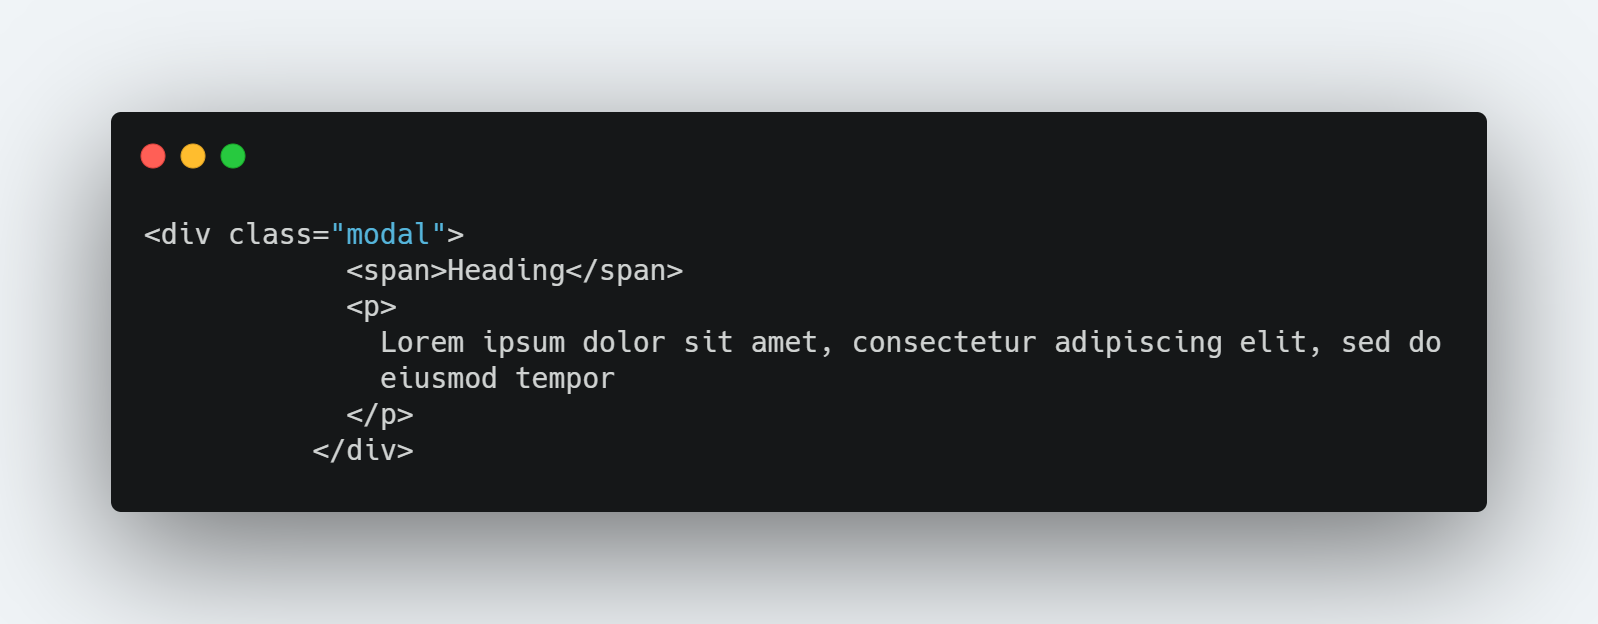 <div class="modal">
            <span>Heading</span>
            <p>
              Lorem ipsum dolor sit amet, consectetur adipiscing elit, sed do
              eiusmod tempor
            </p>
          </div>